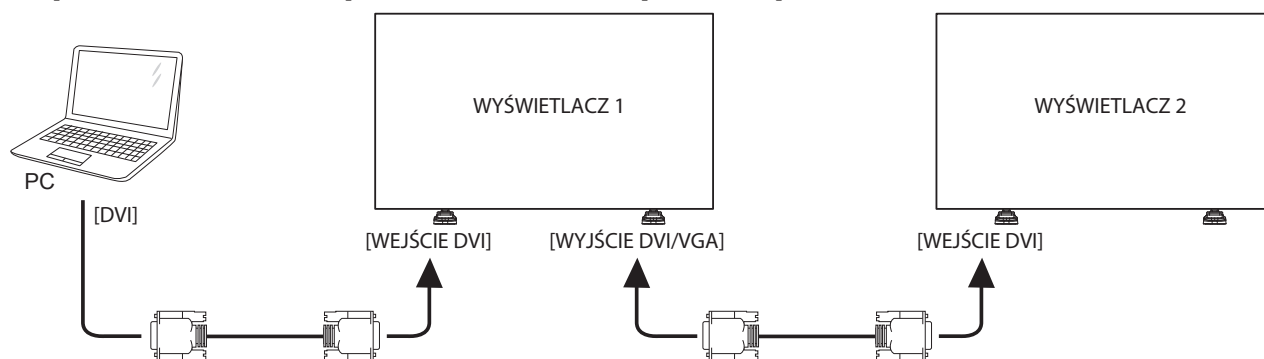 WYŚWIETLACZ 1
WYŚWIETLACZ 2
PC
[DVI]
[WEJŚCIE DVI]
[WYJŚCIE DVI/VGA]
[WEJŚCIE DVI]